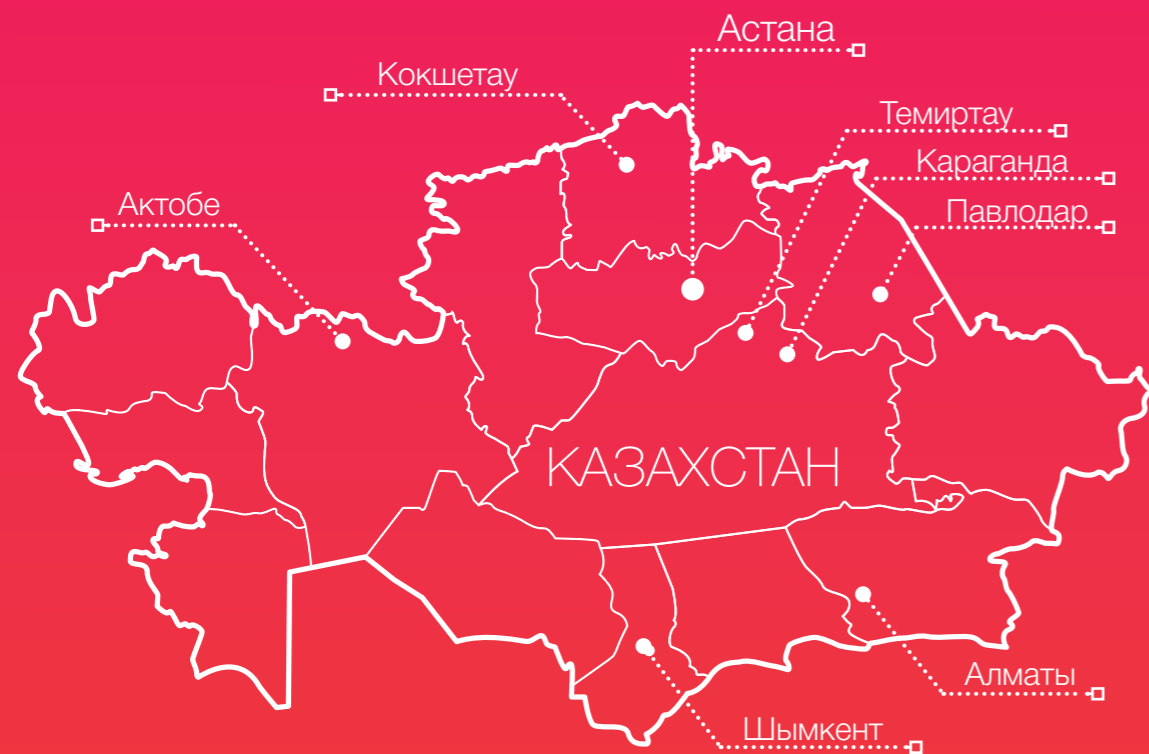 Астана
Кокшетау
Темиртау
Караганда
Актобе
Павлодар
КАЗАХСТАН
Алматы
Шымкент